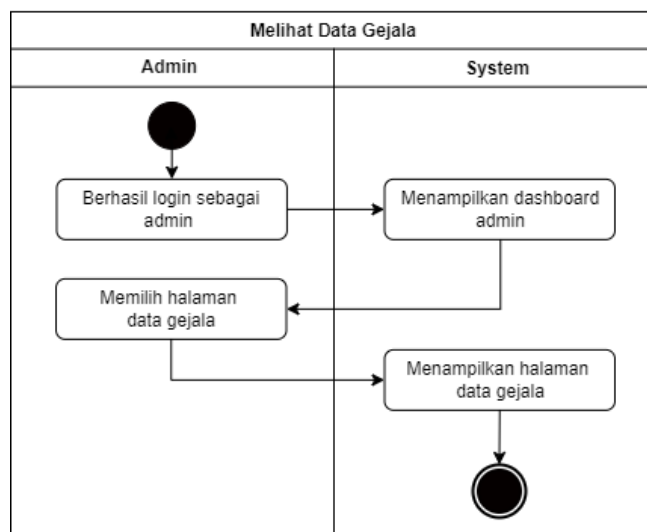 Melihat Data Gejala
Admin
System
Berhasil login sebagai
admin
Menampilkan dashboard
admin
Memilih halaman
data gejala
Menampilkan halaman
data gejala